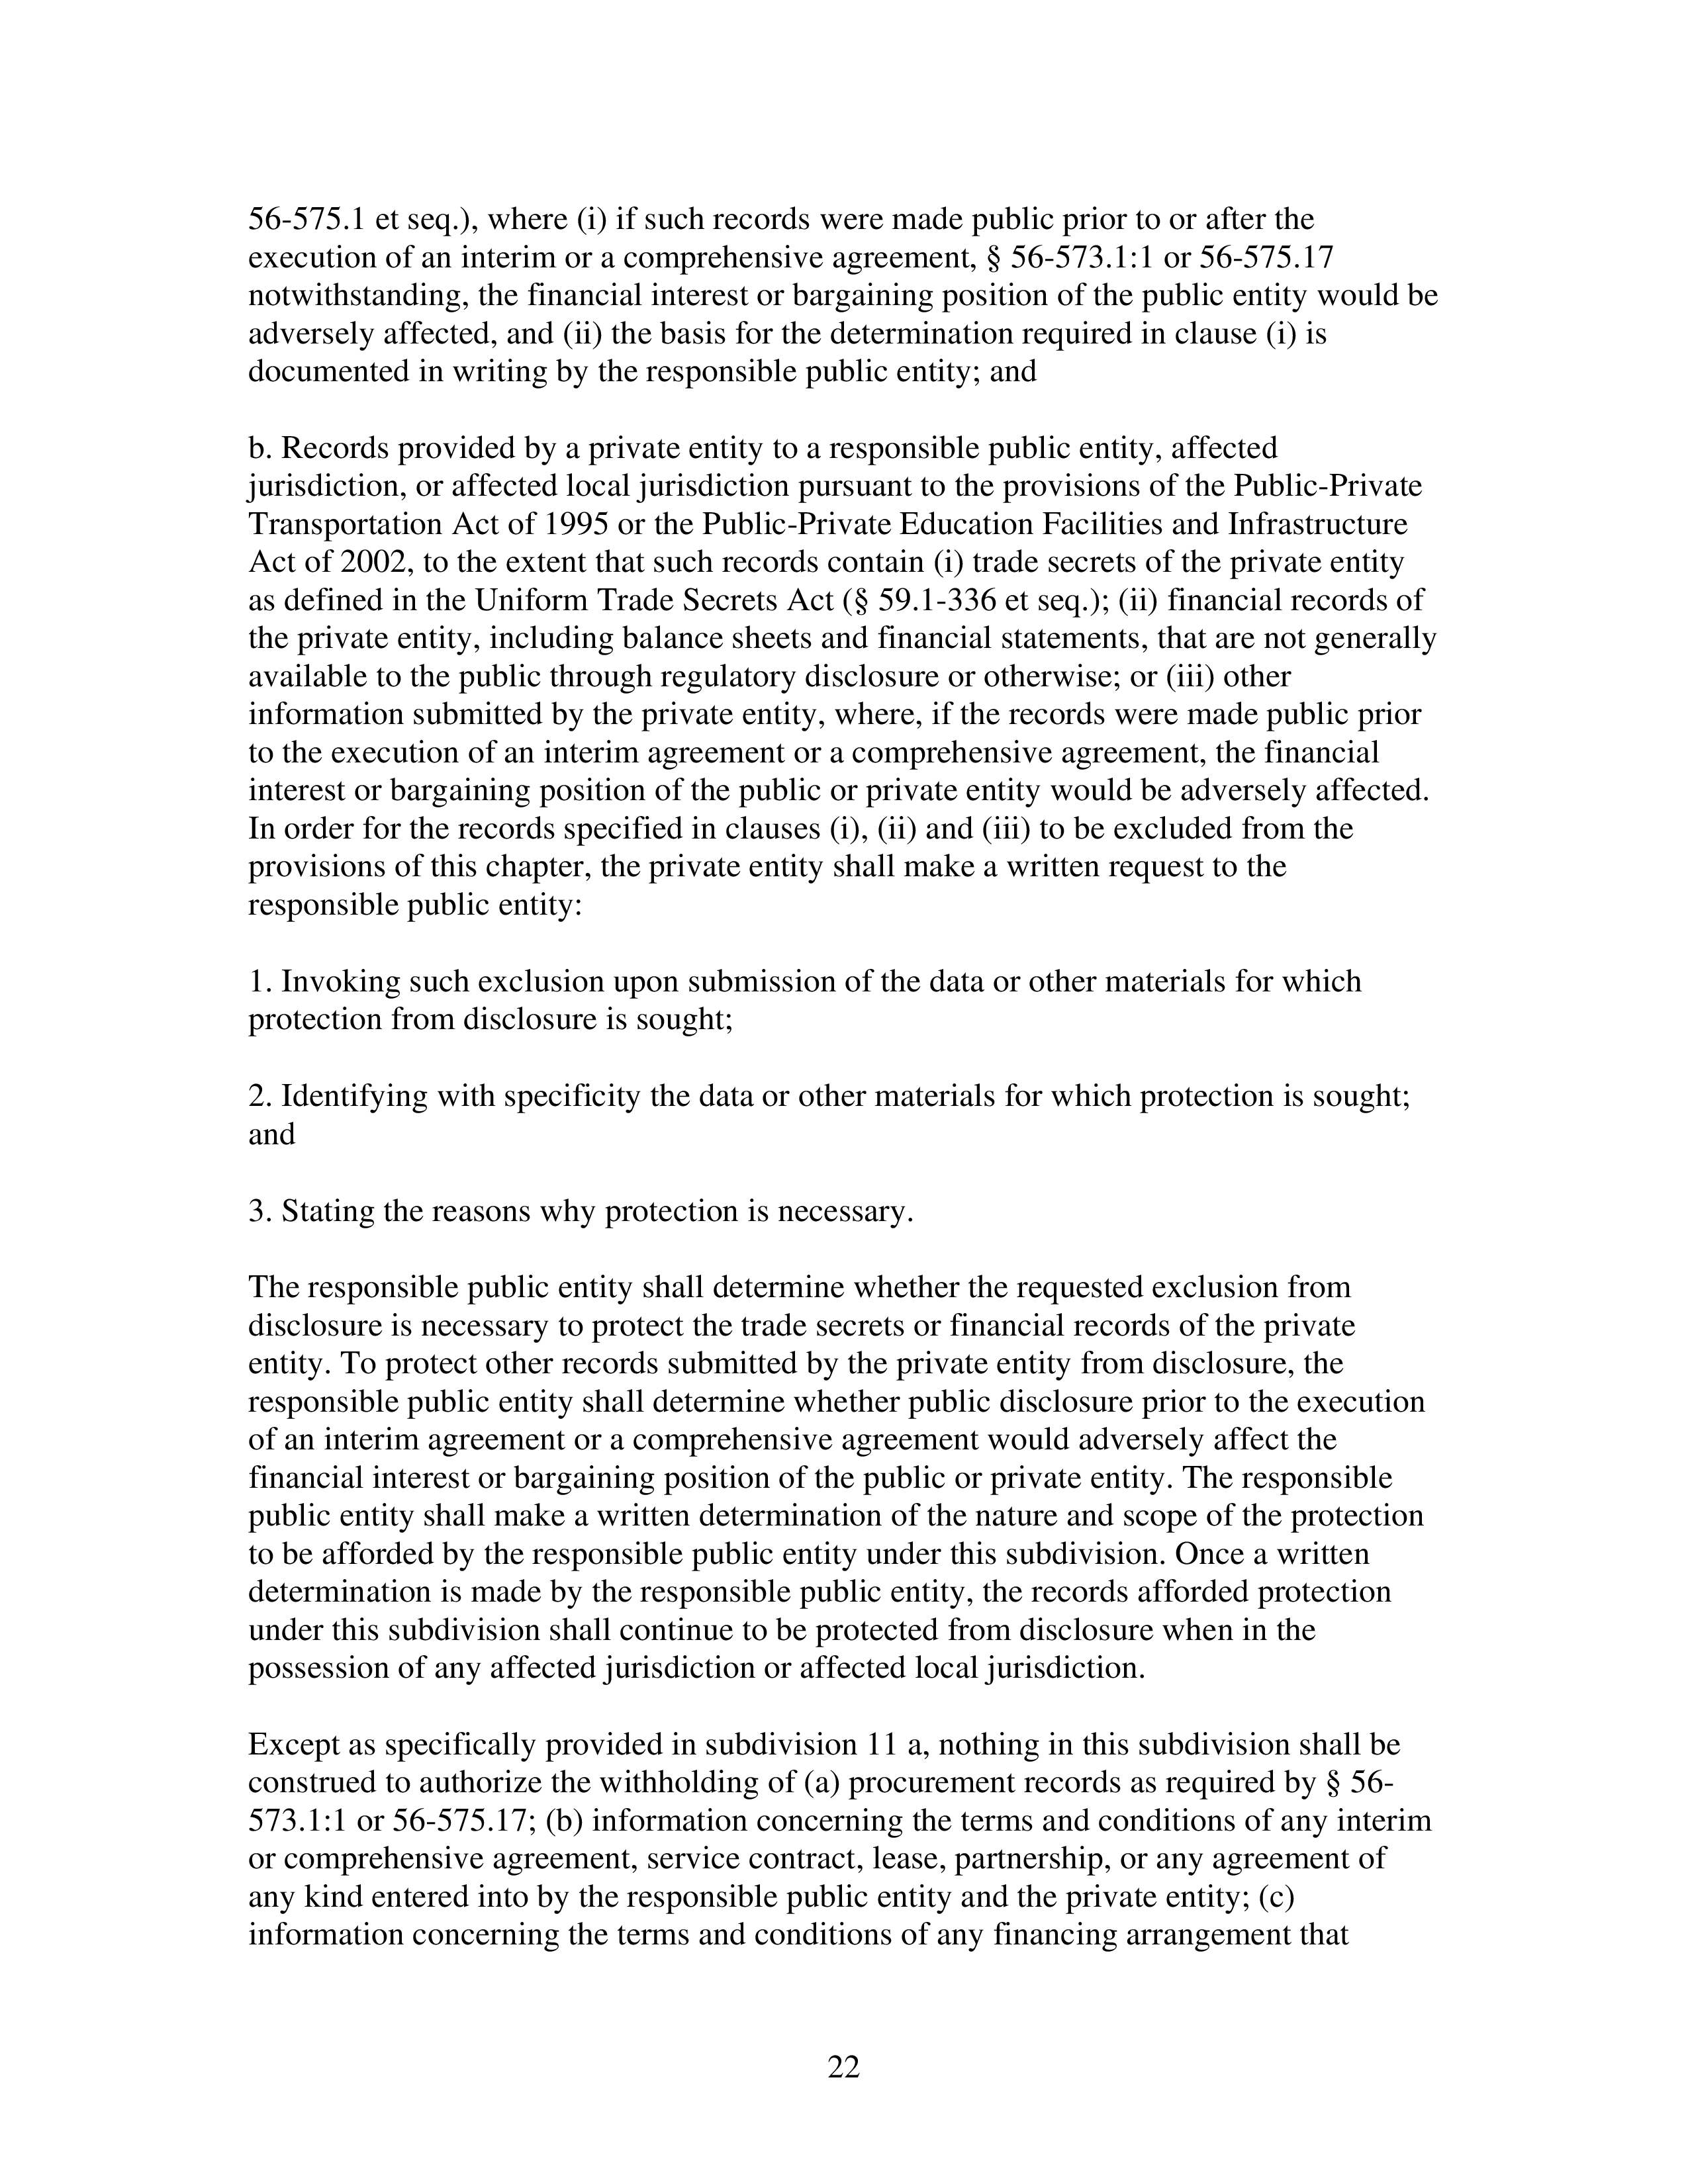 56-575.1 et seq.), where (i) if such records were made public prior to or after the
execution of an interim or a comprehensive agreement, § 56-573.1:1 or 56-575.17
notwithstanding, the financial interest or bargaining position of the public entity would be
adversely affected, and (ii) the basis for the determination required in clause (i) is
documented in writing by the responsible public entity; and
b. Records provided by a private entity to a responsible public entity, affected
jurisdiction, or affected local jurisdiction pursuant to the provisions of the Public-Private
Transportation Act of 1995 or the Public-Private Education Facilities and Infrastructure
Act of 2002, to the extent that such records contain (i) trade secrets of the private entity
as defined in the Uniform Trade Secrets Act (§ 59.1-336 et seq.); (ii) financial records of
the private entity, including balance sheets and financial statements, that are not generally
available to the public through regulatory disclosure or otherwise; or (iii) other
information submitted by the private entity, where, if the records were made public prior
to the execution of an interim agreement or a comprehensive agreement, the financial
interest or bargaining position of the public or private entity would be adversely affected.
In order for the records specified in clauses (i), (ii) and (iii) to be excluded from the
provisions of this chapter, the private entity shall make a written request to the
responsible public entity:
1. Invoking such exclusion upon submission of the data or other materials for which
protection from disclosure is sought;
2. Identifying with specificity the data or other materials for which protection is sought;
and
3. Stating the reasons why protection is necessary.
The responsible public entity shall determine whether the requested exclusion from
disclosure is necessary to protect the trade secrets or financial records of the private
entity. To protect other records submitted by the private entity from disclosure, the
responsible public entity shall determine whether public disclosure prior to the execution
of an interim agreement or a comprehensive agreement would adversely affect the
financial interest or bargaining position of the public or private entity. The responsible
public entity shall make a written determination of the nature and scope of the protection
to be afforded by the responsible public entity under this subdivision. Once a written
determination is made by the responsible public entity, the records afforded protection
under this subdivision shall continue to be protected from disclosure when in the
possession of any affected jurisdiction or affected local jurisdiction.
Except as specifically provided in subdivision 11 a, nothing in this subdivision shall be
construed to authorize the withholding of (a) procurement records as required by § 56-
573.1:1 or 56-575.17; (b) information concerning the terms and conditions of any interim
or comprehensive agreement, service contract, lease, partnership, or any agreement of
any kind entered into by the responsible public entity and the private entity; (c)
information concerning the terms and conditions of any financing arrangement that
22